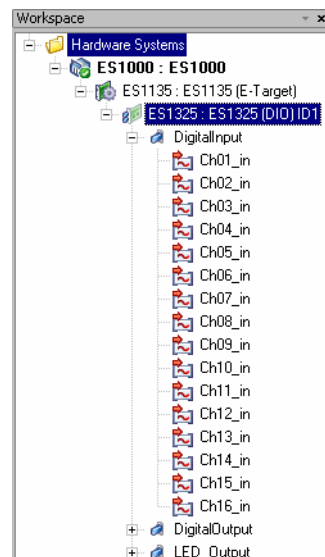 Workspace
Hardware Systems
ES1000 : ES1000
ES1135 : ES1135 (E-Target)
ES1325 : ES1325 (DIO) ID1
DigitalInput
Ch01_in
Ch02_in
Ch03_in
Ch04_in
Ch05_in
Ch06_in
Ch07_in
Ch08_in
Ch09_in
Ch10_in
Ch11_in
Ch12_in
Ch13_in
Ch14_in
Ch15_in
Ch16_in
DigitalOutput
LED_Output